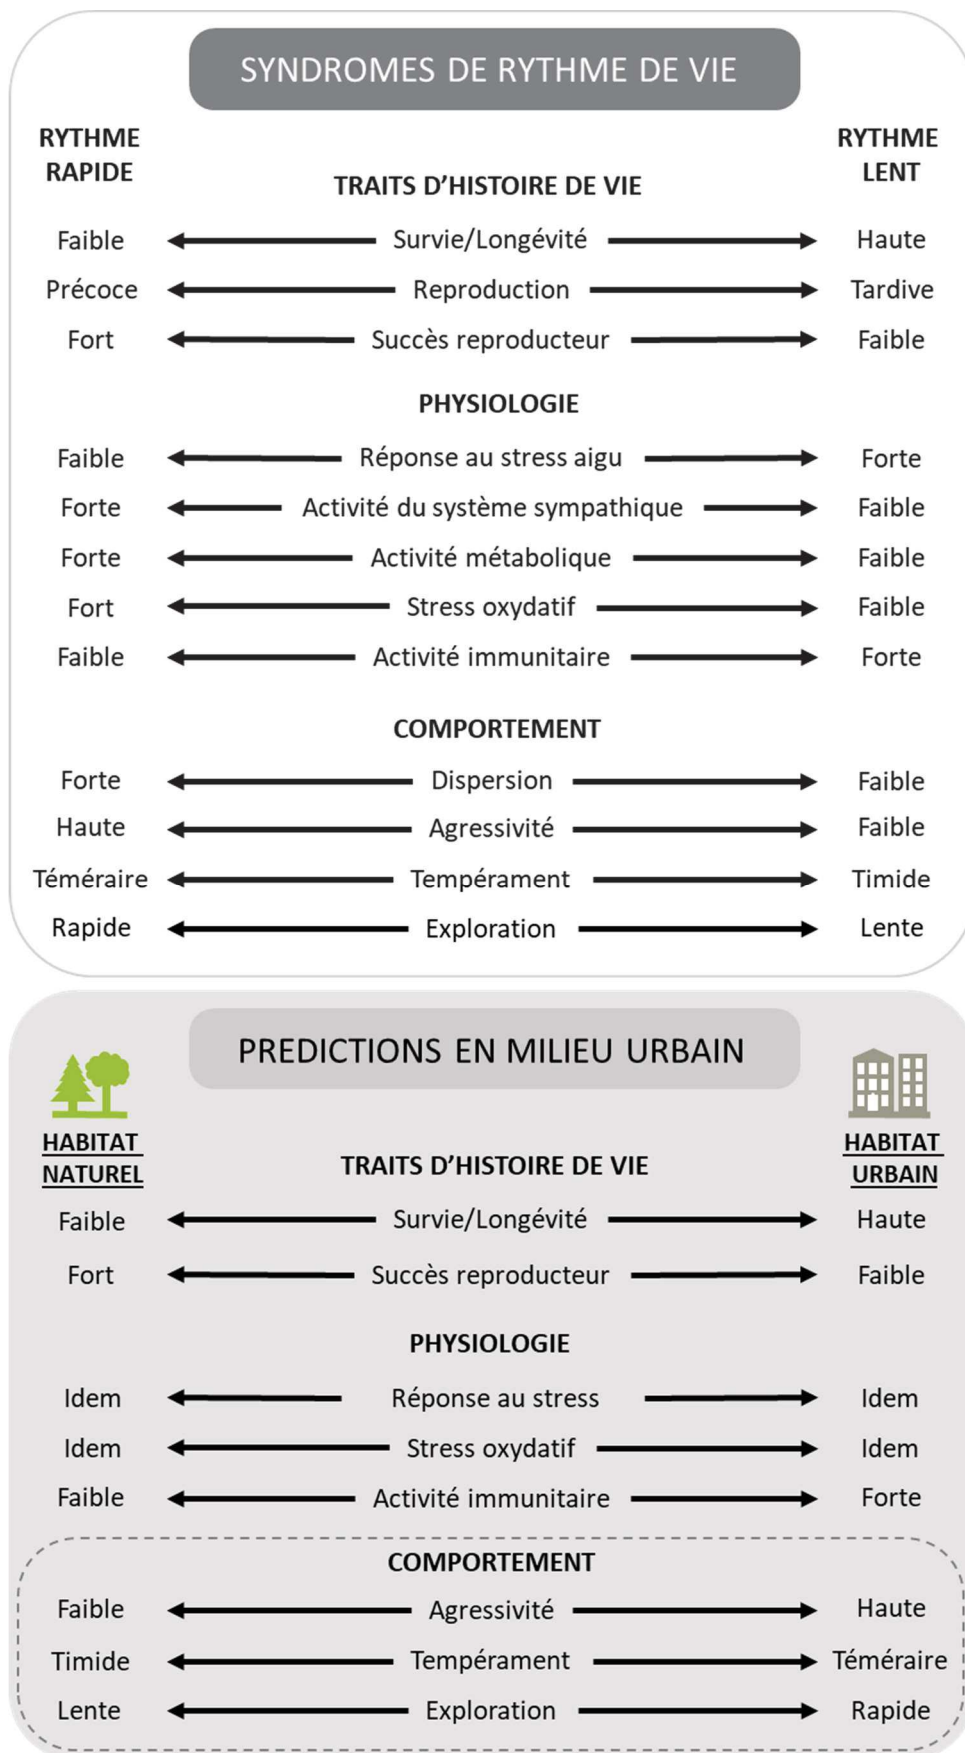 SYNDROMES DE RYTHME DE VIE
RYTHME
RAPIDE
RYTHME
LENT
TRAITS D'HISTOIRE DE VIE
Faible Survie/Longévité Haute
Précoce Reproduction Tardive
Fort Succès reproducteur Faible
PHYSIOLOGIE
Faible Réponse au stress aigu Forte
Forte Activité du système sympathique Faible
Forte Activité métabolique Faible
Fort Stress oxydatif Faible
Faible Activité immunitaire Forte
COMPORTEMENT
Forte Dispersion Faible
Haute Agressivité Faible
Téméraire Tempérament Timide
Rapide Exploration Lente
PREDICTIONS EN MILIEU URBAIN
HABITAT
NATUREL
HABITAT
URBAIN
TRAITS D'HISTOIRE DE VIE
Faible Survie/Longévité Haute
Fort Succès reproducteur Faible
PHYSIOLOGIE
Idem Réponse au stress Idem
Idem Stress oxydatif Idem
Faible Activité immunitaire Forte
COMPORTEMENT
Faible Agressivité Haute
Timide Tempérament Téméraire
Lente Exploration Rapide